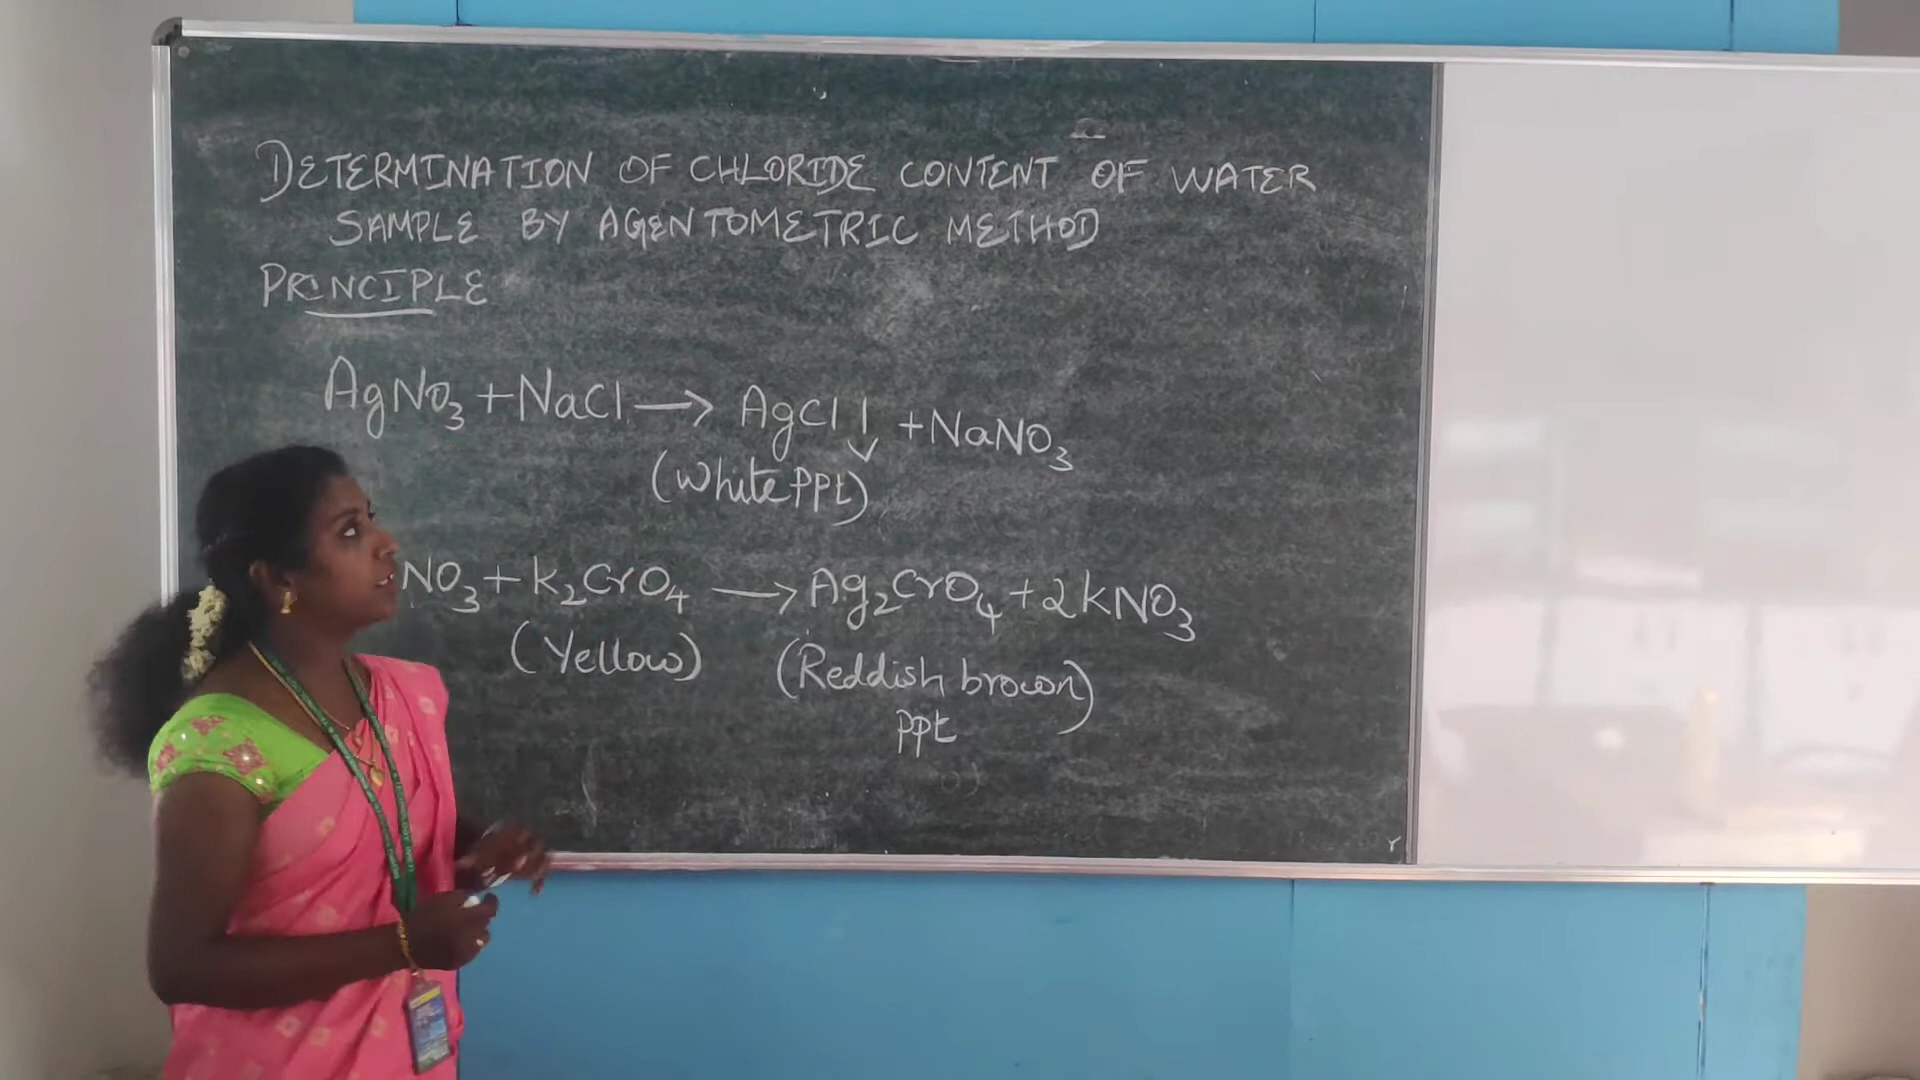 DETERMINATION OF CHLORIDE CONTENT OF WATER
SAMPLE BY AGENTOMETRIC METHOD
PRINCIPLE
AgNO₃ + NaCl → AgCl ↓ + NaNO₃
(White ppt)
NO₃ + K₂CrO₄ → Ag₂CrO₄ + 2KNO₃
(Yellow) (Reddish brown)
ppt